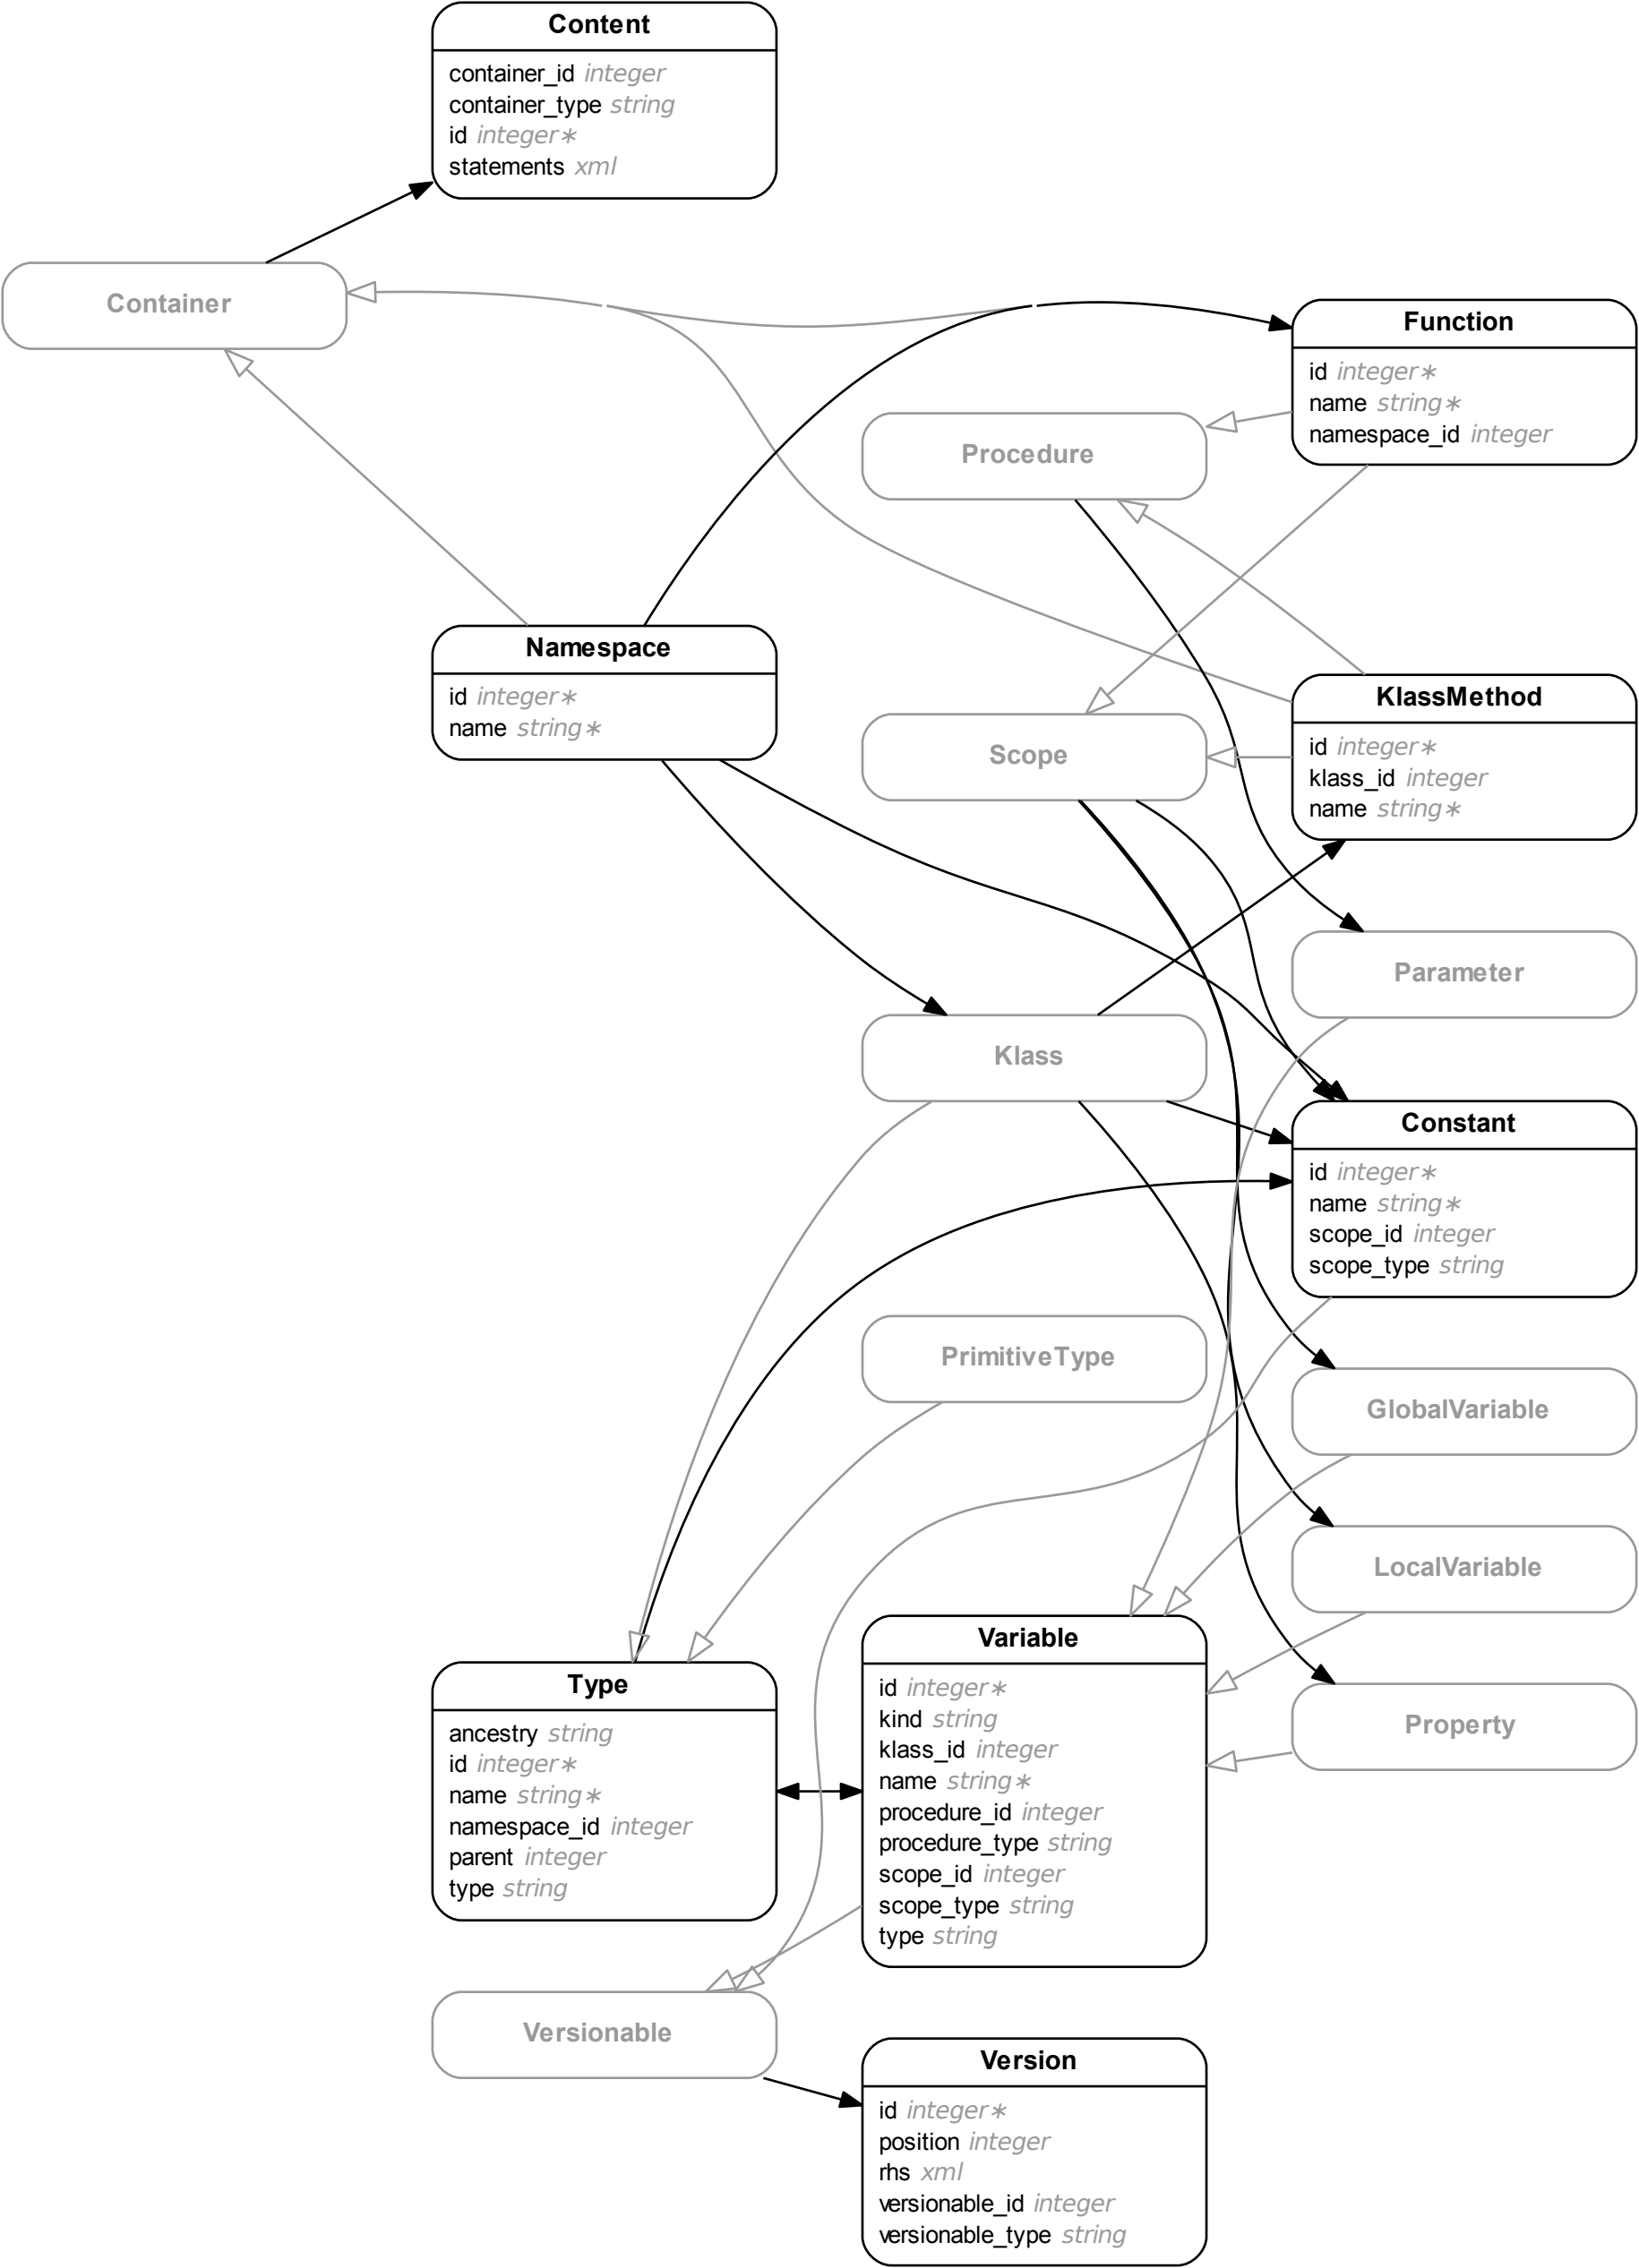 Content
container_id integer∗
container_type string
id integer∗
statements xml
Container
Function
id integer∗
name string∗
namespace_id integer
Procedure
Namespace
id integer∗
name string∗
KlassMethod
id integer∗
klass_id integer
name string∗
Scope
Parameter
Klass
Constant
id integer∗
name string∗
scope_id integer
scope_type string
PrimitiveType
GlobalVariable
LocalVariable
Variable
id integer∗
kind string
klass_id integer
name string∗
procedure_id integer
procedure_type string
scope_id integer
scope_type string
type string
Type
ancestry string
id integer∗
name string∗
namespace_id integer
parent integer
type string
Property
Versionable
Version
id integer∗
position integer
rhs xml
versionable_id integer
versionable_type string